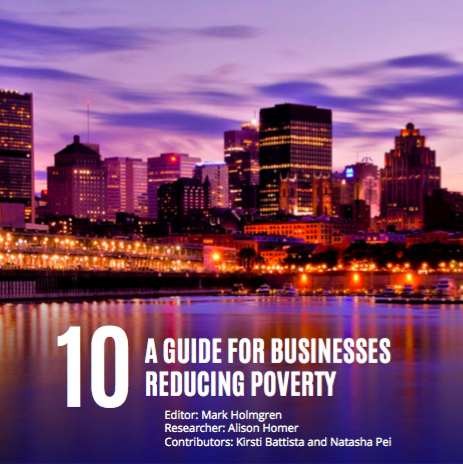 10
A GUIDE FOR BUSINESSES
REDUCING POVERTY
Editor: Mark Holmgren
Researcher: Alison Homer
Contributors: Kirsti Battista and Natasha Pei